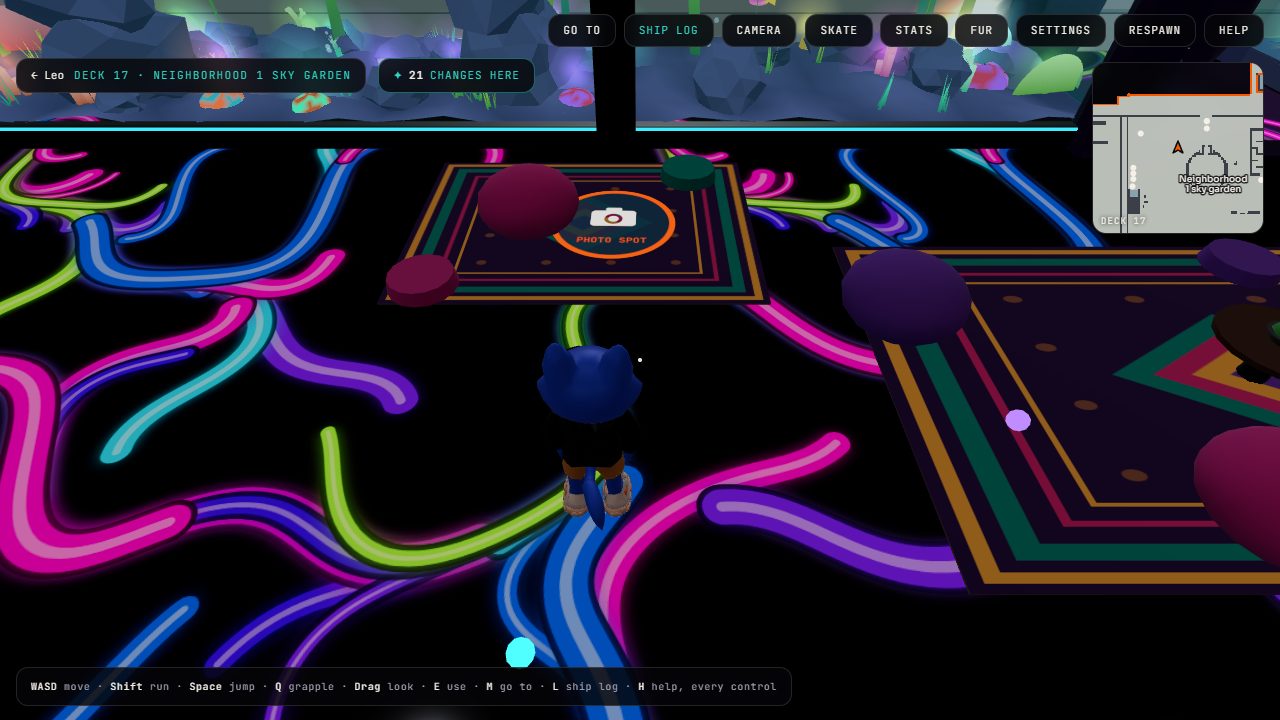 GO TO
SHIP LOG
CAMERA
SKATE
STATS
FUR
SETTINGS
RESPAWN
HELP
← Leo DECK 17 · NEIGHBORHOOD 1 SKY GARDEN
✦ 21 CHANGES HERE
Neighborhood
1 sky garden
DECK 17
PHOTO SPOT
WASD move · Shift run · Space jump · Q grapple · Drag look · E use · M go to · L ship log · H help, every control